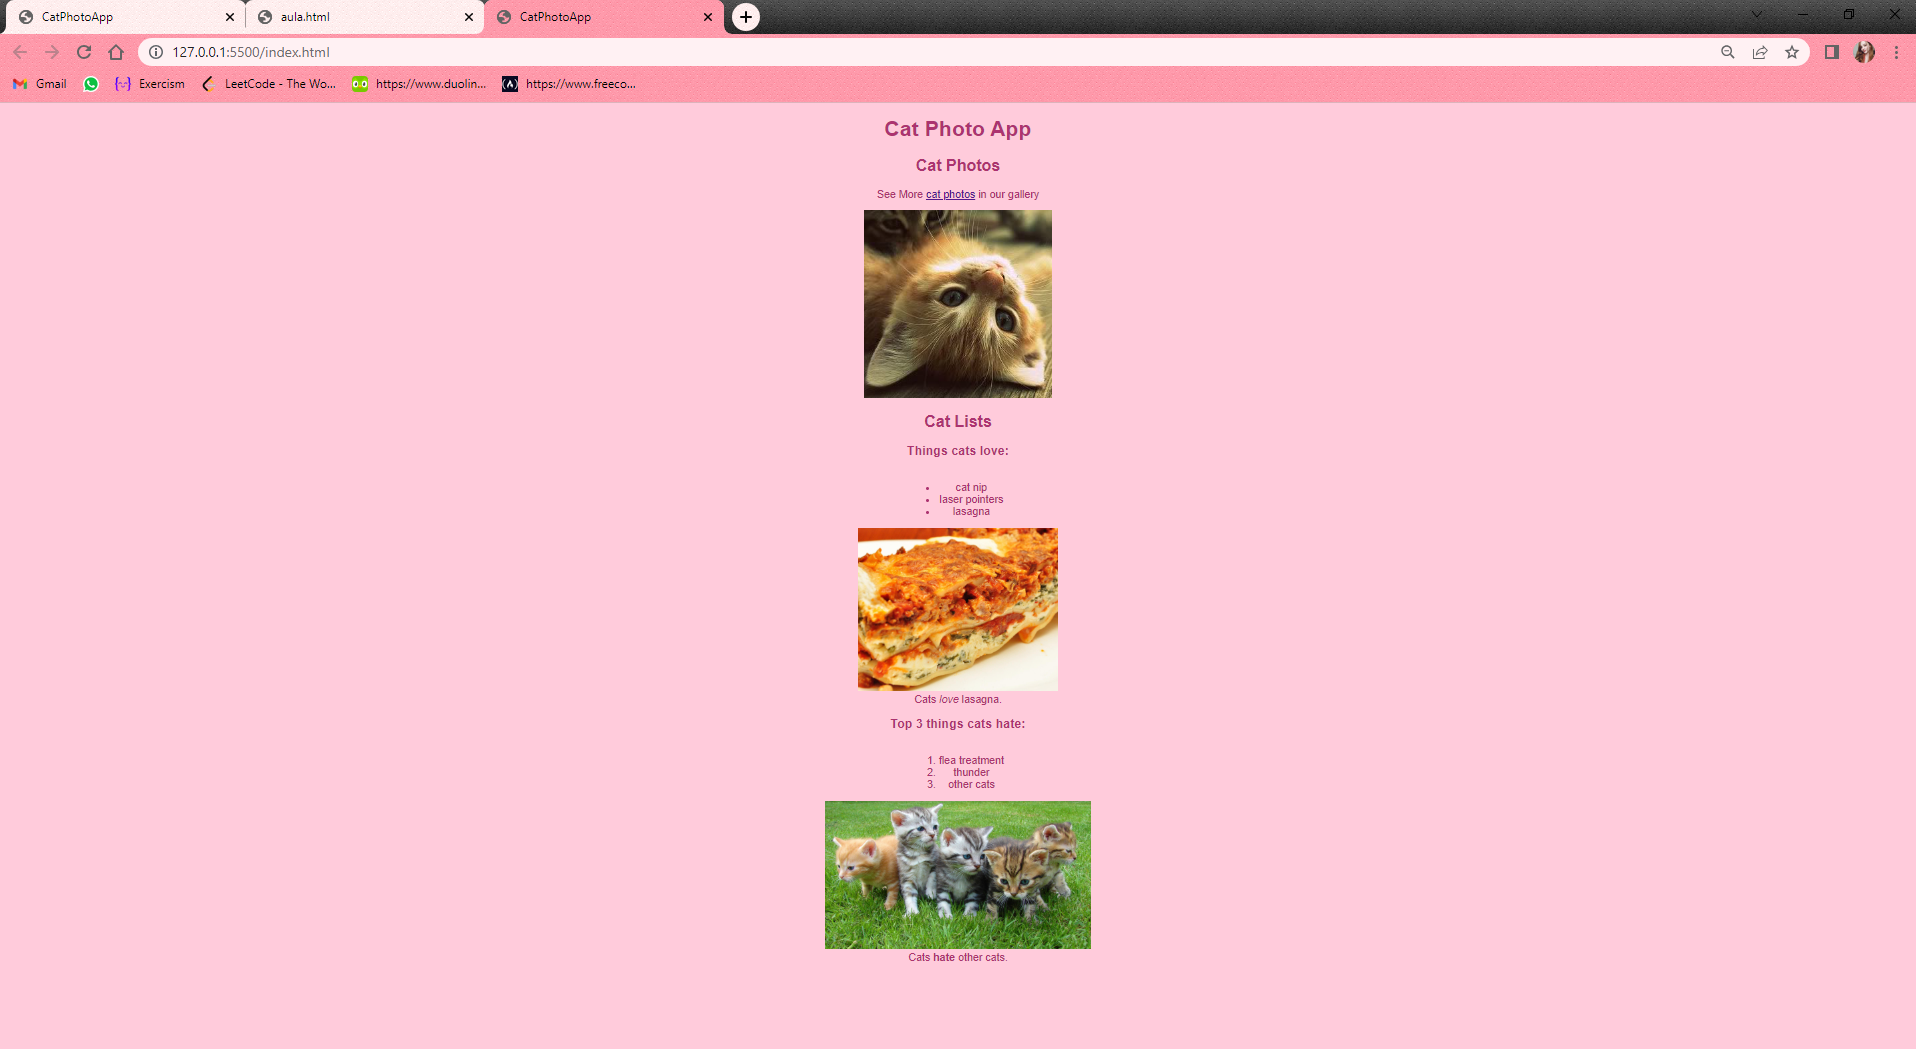 CatPhotoApp
aula.html
CatPhotoApp
127.0.0.1:5500/index.html
Gmail
Exercism
LeetCode - The Wo...
https://www.duolin...
https://www.freeco...
Cat Photo App
Cat Photos
See More cat photos in our gallery
Cat Lists
Things cats love:
• cat nip
• laser pointers
• lasagna
Cats love lasagna.
Top 3 things cats hate:
1. flea treatment
2. thunder
3. other cats
Cats hate other cats.